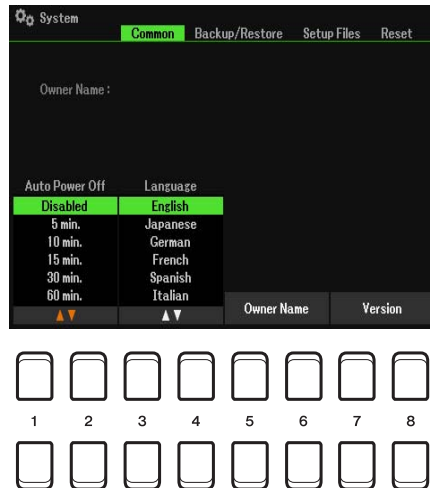 System
Common Backup/Restore Setup Files Reset
Owner Name :
Auto Power Off Language
Disabled English
5 min. Japanese
10 min. German
15 min. French
30 min. Spanish
60 min. Italian
Owner Name Version
1 2 3 4 5 6 7 8